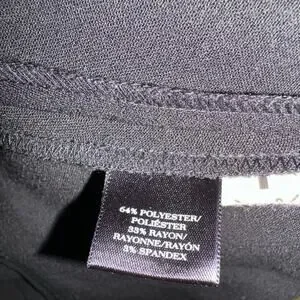 64% POLYESTER/
POLIÉSTER
33% RAYON/
RAYONNE/RAYÓN
3% SPANDEX